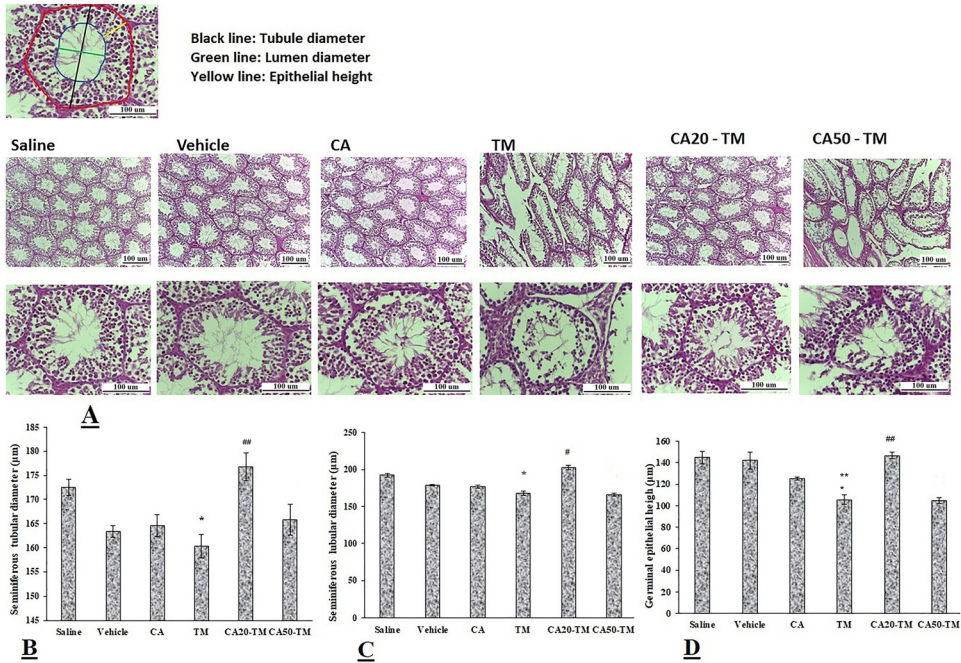 Black line: Tubule diameter
Green line: Lumen diameter
Yellow line: Epithelial height
100 um
Saline
Vehicle
CA
TM
CA20 - TM
CA50 - TM
100 um
100 um
100 um
100 um
100 um
100 um
100 um
100 um
100 um
100 um
100 um
100 um
A
Seminiferous tubular diameter (µm)
175
170
165
160
155
150
145
##
*
Saline
Vehicle
CA
TM
CA20-TM
CA50-TM
B
Seminiferous tubular diameter (µm)
250
200
150
100
50
0
*
#
Saline
Vehicle
CA
TM
CA20-TM
CA50-TM
C
Germinal epithelial heigh (µm)
160
140
120
100
80
60
40
20
0
**
*
##
Saline
Vehicle
CA
TM
CA20-TM
CA50-TM
D